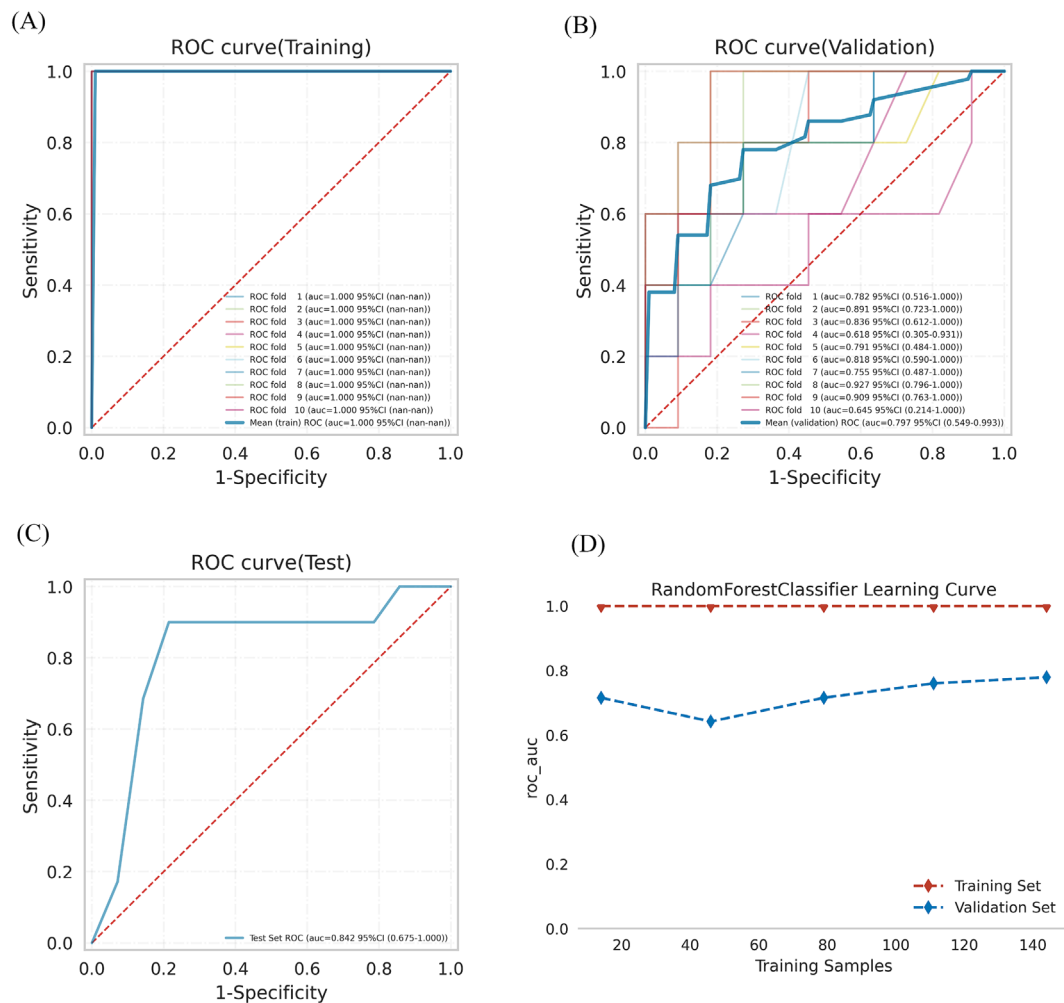 (A)
ROC curve(Training)
1.0
0.8
0.6
0.4
0.2
0.0
Sensitivity
ROC fold 1 (auc=1.000 95%CI (nan-nan))
ROC fold 2 (auc=1.000 95%CI (nan-nan))
ROC fold 3 (auc=1.000 95%CI (nan-nan))
ROC fold 4 (auc=1.000 95%CI (nan-nan))
ROC fold 5 (auc=1.000 95%CI (nan-nan))
ROC fold 6 (auc=1.000 95%CI (nan-nan))
ROC fold 7 (auc=1.000 95%CI (nan-nan))
ROC fold 8 (auc=1.000 95%CI (nan-nan))
ROC fold 9 (auc=1.000 95%CI (nan-nan))
ROC fold 10 (auc=1.000 95%CI (nan-nan))
Mean (train) ROC (auc=1.000 95%CI (nan-nan))
0.0 0.2 0.4 0.6 0.8 1.0
1-Specificity
(B)
ROC curve(Validation)
1.0
0.8
0.6
0.4
0.2
0.0
Sensitivity
ROC fold 1 (auc=0.782 95%CI (0.516-1.000))
ROC fold 2 (auc=0.891 95%CI (0.723-1.000))
ROC fold 3 (auc=0.836 95%CI (0.612-1.000))
ROC fold 4 (auc=0.618 95%CI (0.305-0.931))
ROC fold 5 (auc=0.791 95%CI (0.484-1.000))
ROC fold 6 (auc=0.818 95%CI (0.590-1.000))
ROC fold 7 (auc=0.755 95%CI (0.487-1.000))
ROC fold 8 (auc=0.927 95%CI (0.796-1.000))
ROC fold 9 (auc=0.909 95%CI (0.763-1.000))
ROC fold 10 (auc=0.645 95%CI (0.214-1.000))
Mean (validation) ROC (auc=0.797 95%CI (0.549-0.993))
0.0 0.2 0.4 0.6 0.8 1.0
1-Specificity
(C)
ROC curve(Test)
1.0
0.8
0.6
0.4
0.2
0.0
Sensitivity
Test Set ROC (auc=0.842 95%CI (0.675-1.000))
0.0 0.2 0.4 0.6 0.8 1.0
1-Specificity
(D)
RandomForestClassifier Learning Curve
1.0
0.8
0.6
0.4
0.2
0.0
roc_auc
Training Set
Validation Set
20 40 60 80 100 120 140
Training Samples